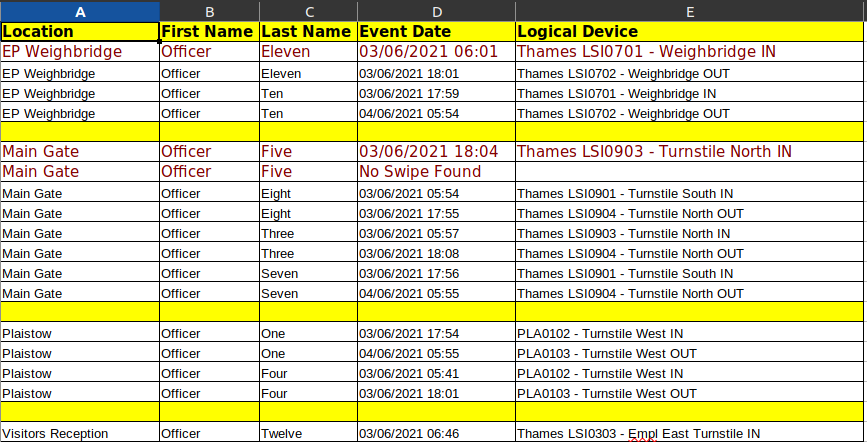 A B C D E
Location First Name Last Name Event Date Logical Device
EP Weighbridge Officer Eleven 03/06/2021 06:01 Thames LSI0701 - Weighbridge IN
EP Weighbridge Officer Eleven 03/06/2021 18:01 Thames LSI0702 - Weighbridge OUT
EP Weighbridge Officer Ten 03/06/2021 17:59 Thames LSI0701 - Weighbridge IN
EP Weighbridge Officer Ten 04/06/2021 05:54 Thames LSI0702 - Weighbridge OUT
Main Gate Officer Five 03/06/2021 18:04 Thames LSI0903 - Turnstile North IN
Main Gate Officer Five No Swipe Found
Main Gate Officer Eight 03/06/2021 05:54 Thames LSI0901 - Turnstile South IN
Main Gate Officer Eight 03/06/2021 17:55 Thames LSI0904 - Turnstile North OUT
Main Gate Officer Three 03/06/2021 05:57 Thames LSI0903 - Turnstile North IN
Main Gate Officer Three 03/06/2021 18:08 Thames LSI0904 - Turnstile North OUT
Main Gate Officer Seven 03/06/2021 17:56 Thames LSI0901 - Turnstile South IN
Main Gate Officer Seven 04/06/2021 05:55 Thames LSI0904 - Turnstile North OUT
Plaistow Officer One 03/06/2021 17:54 PLA0102 - Turnstile West IN
Plaistow Officer One 04/06/2021 05:55 PLA0103 - Turnstile West OUT
Plaistow Officer Four 03/06/2021 05:41 PLA0102 - Turnstile West IN
Plaistow Officer Four 03/06/2021 18:01 PLA0103 - Turnstile West OUT
Visitors Reception Officer Twelve 03/06/2021 06:46 Thames LSI0303 - Empl East Turnstile IN